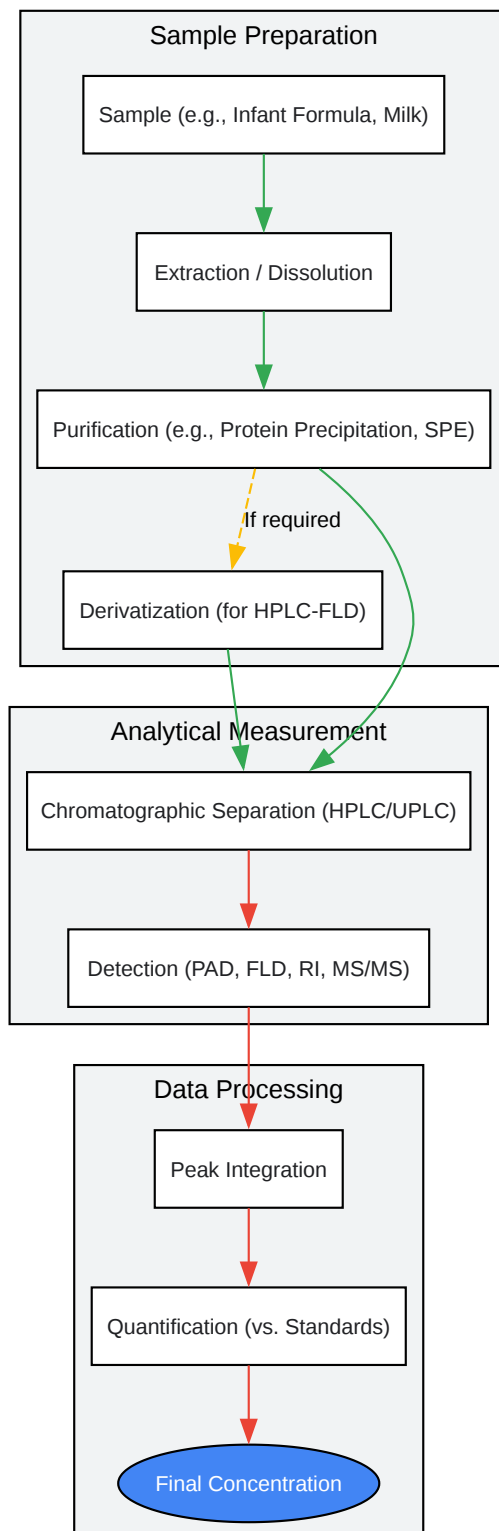 Sample Preparation
Sample (e.g., Infant Formula, Milk)
Extraction / Dissolution
Purification (e.g., Protein Precipitation, SPE)
If required
Derivatization (for HPLC-FLD)
Analytical Measurement
Chromatographic Separation (HPLC/UPLC)
Detection (PAD, FLD, RI, MS/MS)
Data Processing
Peak Integration
Quantification (vs. Standards)
Final Concentration